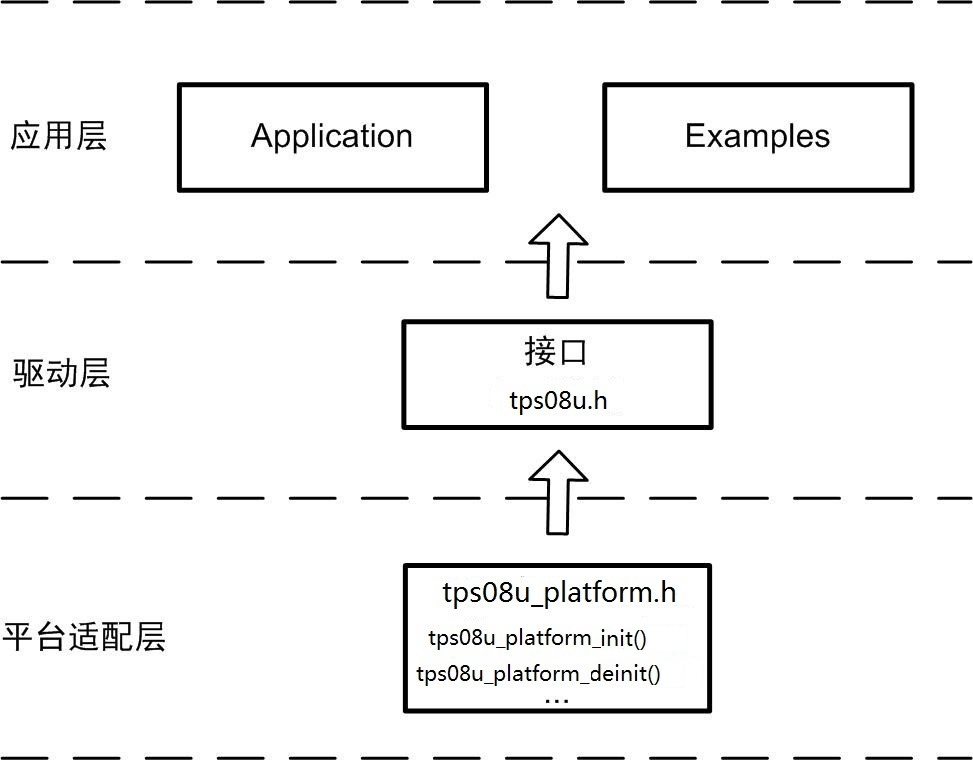 应用层
Application
Examples
驱动层
接口
tps08u.h
平台适配层
tps08u_platform.h
tps08u_platform_init()
tps08u_platform_deinit()
...